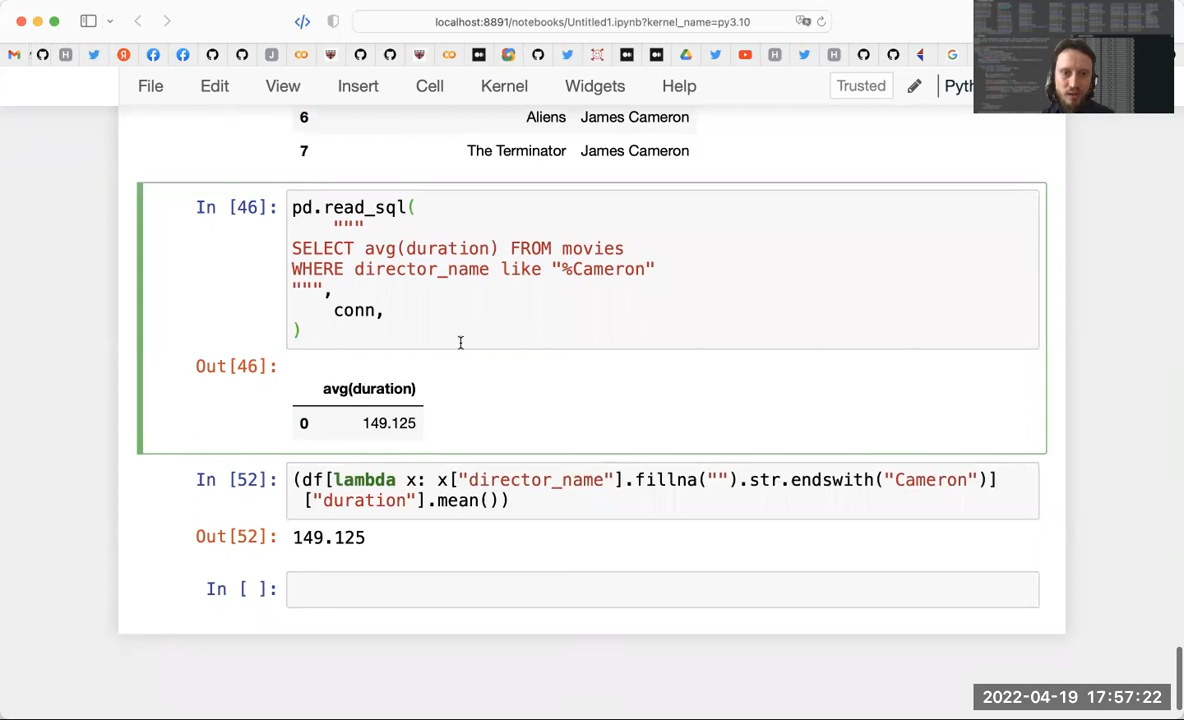 localhost:8891/notebooks/Untitled1.ipynb?kernel_name=py3.10
File Edit View Insert Cell Kernel Widgets Help Trusted Pyth
6 Aliens James Cameron
7 The Terminator James Cameron
In [46]: pd.read_sql(
"""
SELECT avg(duration) FROM movies
WHERE director_name like "%Cameron"
""",
conn,
)
Out[46]:
avg(duration)
0 149.125
In [52]: (df[lambda x: x["director_name"].fillna("").str.endswith("Cameron")]
["duration"].mean())
Out[52]: 149.125
In [ ]:
2022-04-19 17:57:22